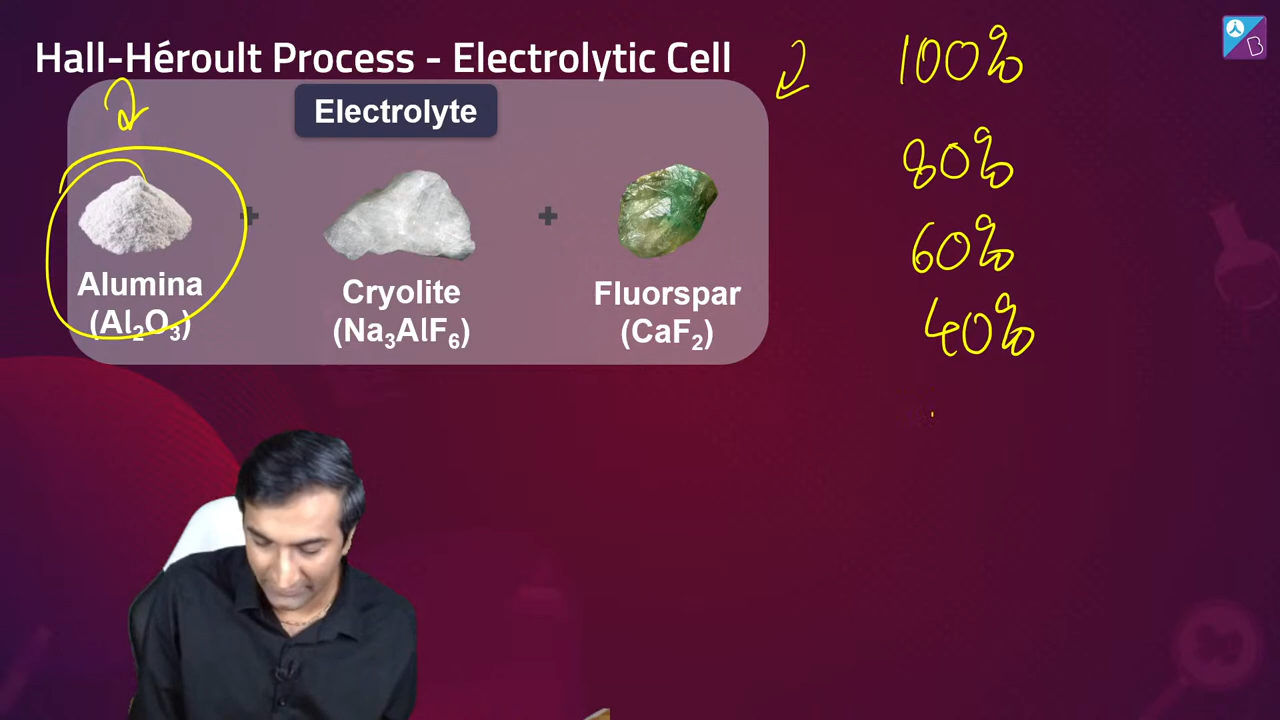 Hall-Héroult Process - Electrolytic Cell
Electrolyte
Alumina
(Al₂O₃)
+
Cryolite
(Na₃AlF₆)
+
Fluorspar
(CaF₂)
100%
80%
60%
40%
B